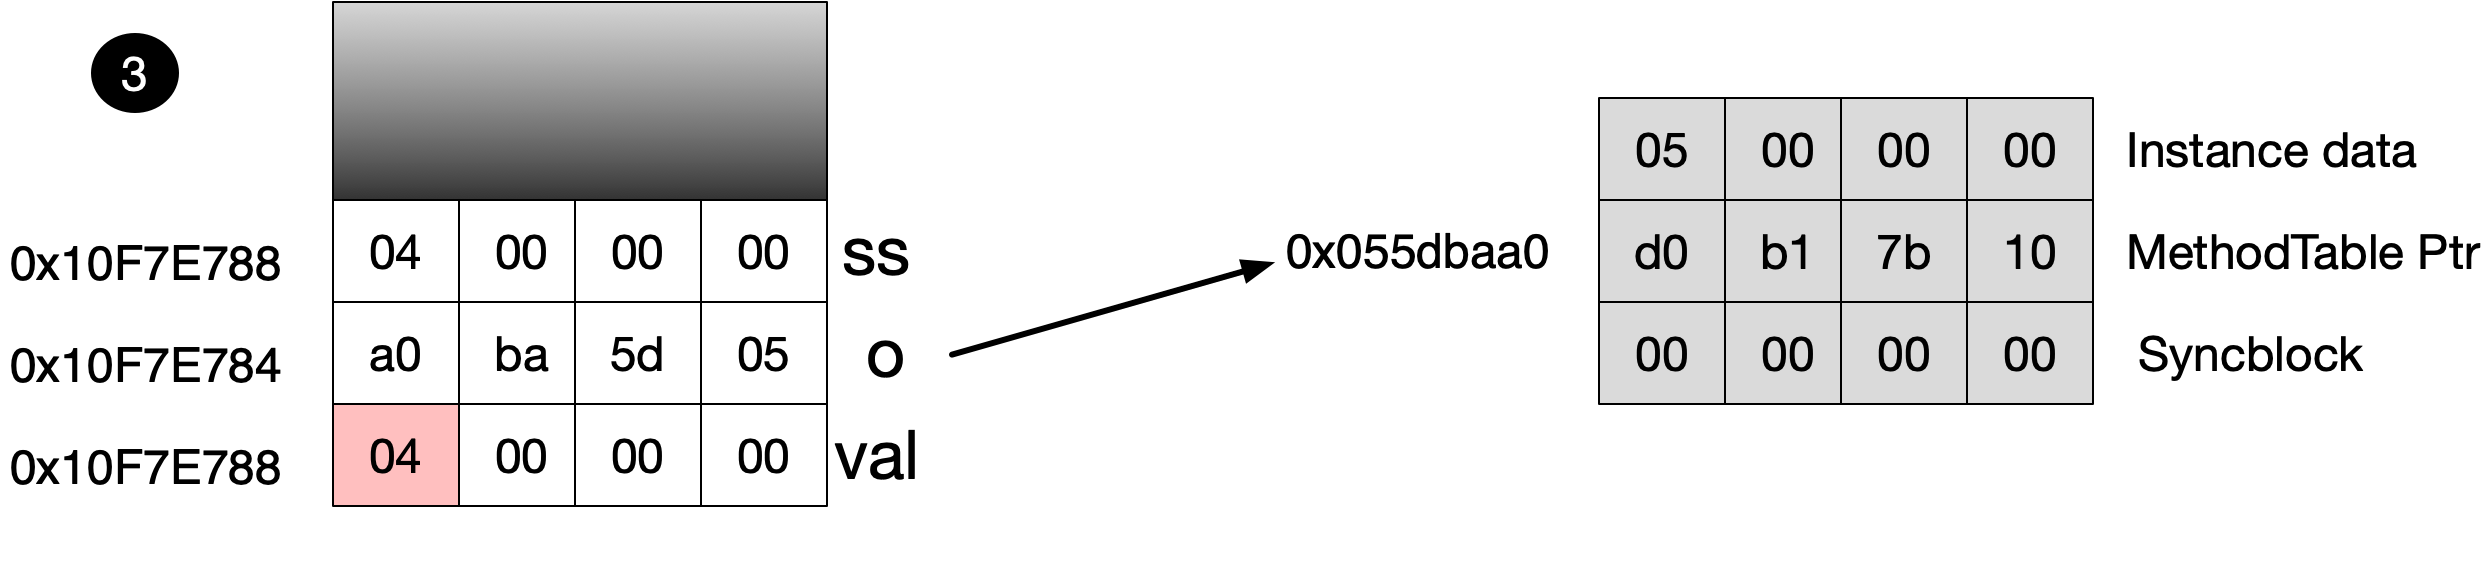 3
0x10F7E788 04 00 00 00 ss
0x10F7E784 a0 ba 5d 05 o
0x10F7E788 04 00 00 00 val
05 00 00 00 Instance data
0x055dbaa0 d0 b1 7b 10 MethodTable Ptr
00 00 00 00 Syncblock